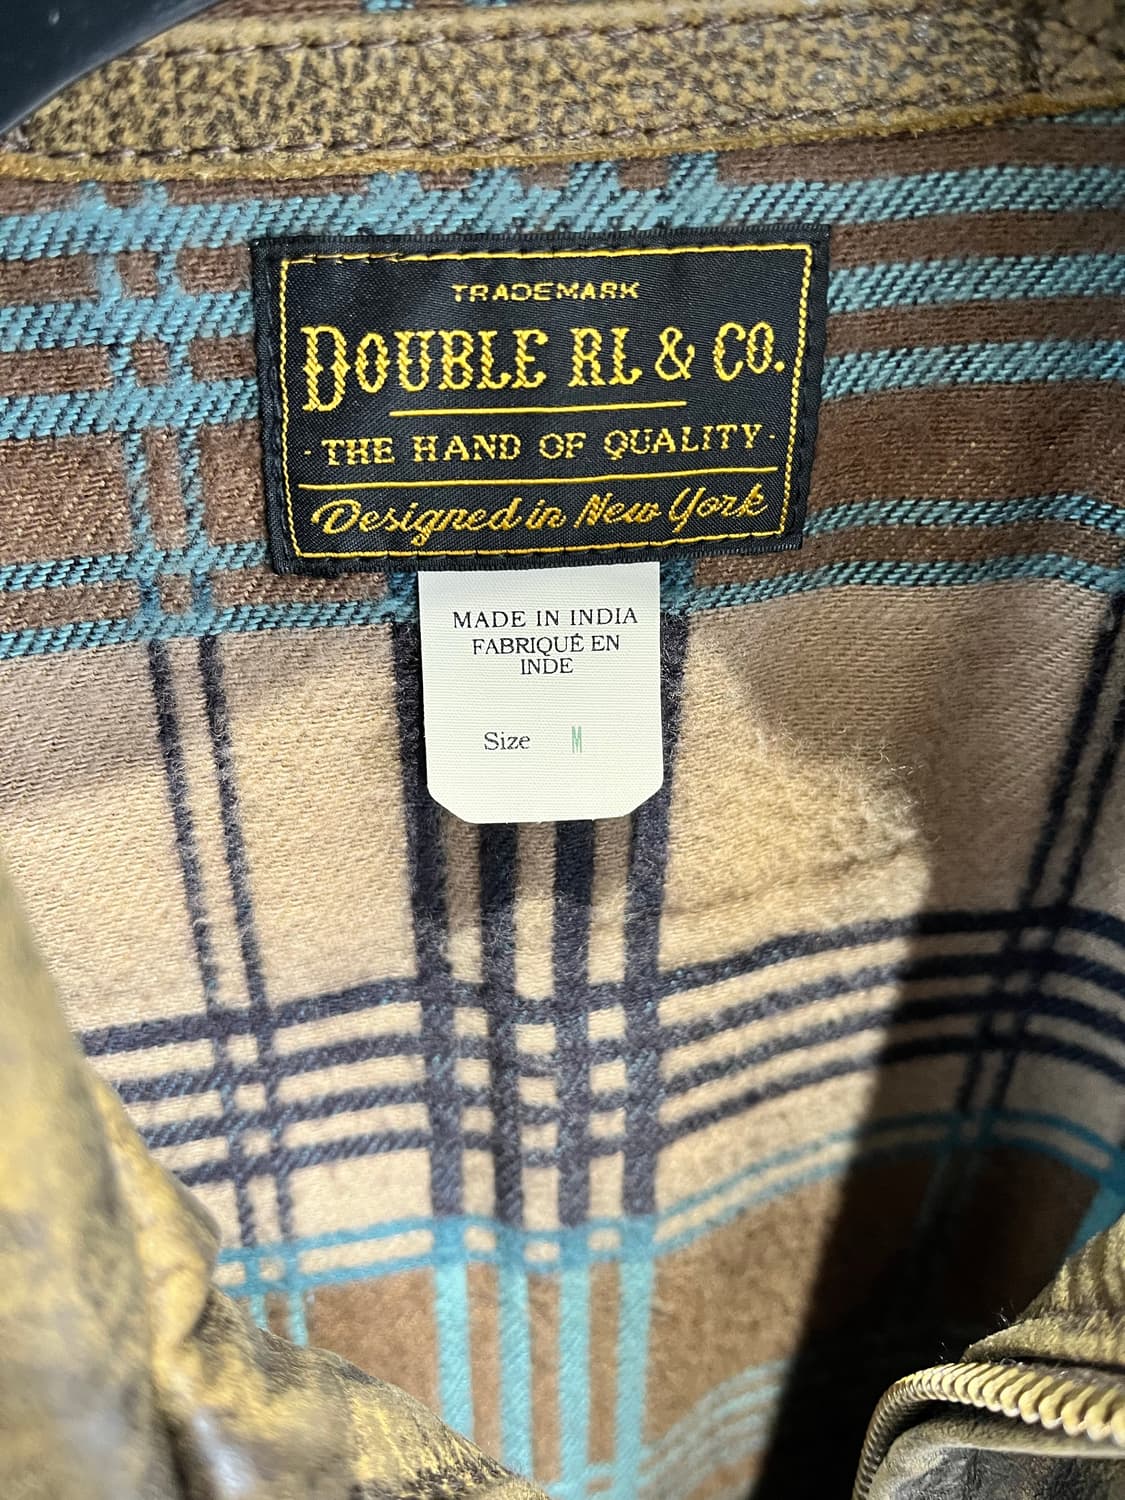 TRADEMARK
DOUBLE RL & CO.
· THE HAND OF QUALITY ·
Designed in New York
MADE IN INDIA
FABRIQUÉ EN
INDE
Size M